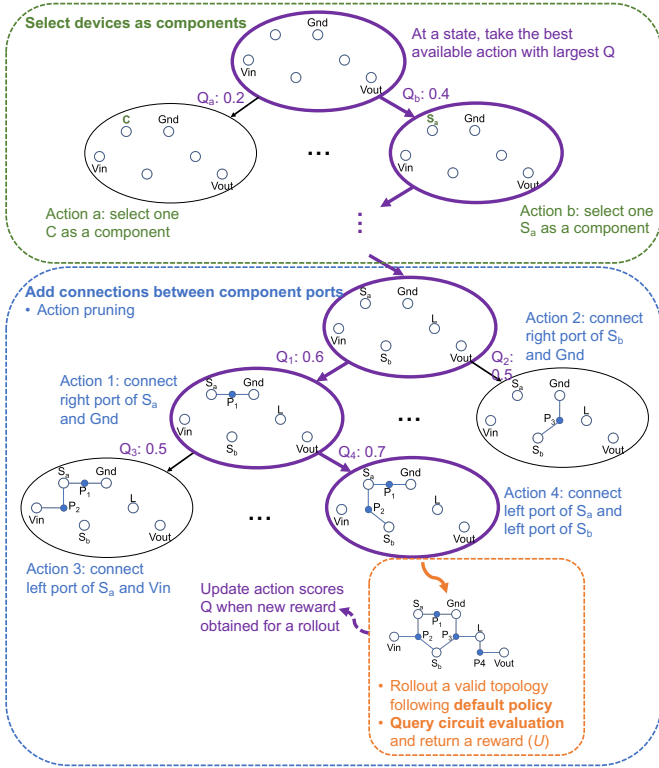 Select devices as components
Gnd
Vin
Vout
At a state, take the best
available action with largest Q
Qa: 0.2
Qb: 0.4
C
Gnd
Vin
Vout
...
Sa
Gnd
Vin
Vout
Action a: select one
C as a component
Action b: select one
Sa as a component
Add connections between component ports
• Action pruning
Sa
Gnd
Vin
L
Sb
Vout
Q1: 0.6
Q2:
0.5
Action 2: connect
right port of Sb
and Gnd
Action 1: connect
right port of Sa
and Gnd
Sa
Gnd
P1
Vin
L
Sb
Vout
...
Sa
Gnd
P3
L
Vin
Sb
Vout
Q3: 0.5
Q4: 0.7
Sa
Gnd
P1
P2
L
Vin
Sb
Vout
...
Sa
Gnd
P1
P2
L
Vin
Sb
Vout
Action 4: connect
left port of Sa and
left port of Sb
Action 3: connect
left port of Sa and Vin
Update action scores
Q when new reward
obtained for a rollout
Sa
Gnd
P1
L
P2
P3
Vin
Sb
P4
Vout
• Rollout a valid topology
following default policy
• Query circuit evaluation
and return a reward (U)